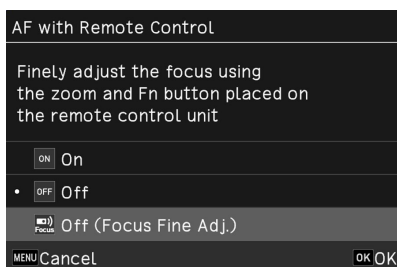 AF with Remote Control
Finely adjust the focus using
the zoom and Fn button placed on
the remote control unit
ON On
• OFF Off
Focus Off (Focus Fine Adj.)
MENU Cancel OK OK